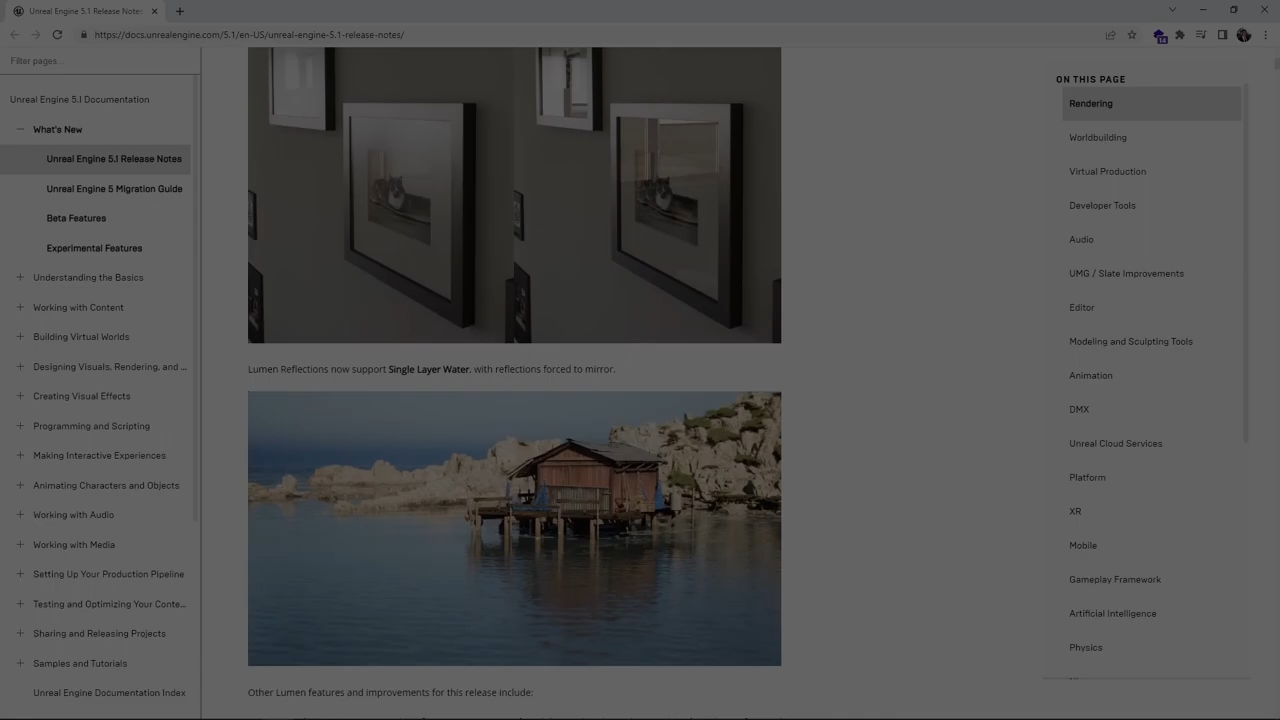 Unreal Engine 5.1 Release Notes
https://docs.unrealengine.com/5.1/en-US/unreal-engine-5.1-release-notes/
14
Filter pages...
Unreal Engine 5.1 Documentation
What's New
Unreal Engine 5.1 Release Notes
Unreal Engine 5 Migration Guide
Beta Features
Experimental Features
Understanding the Basics
Working with Content
Building Virtual Worlds
Designing Visuals, Rendering, and ...
Creating Visual Effects
Programming and Scripting
Making Interactive Experiences
Animating Characters and Objects
Working with Audio
Working with Media
Setting Up Your Production Pipeline
Testing and Optimizing Your Conte...
Sharing and Releasing Projects
Samples and Tutorials
Unreal Engine Documentation Index
Lumen Reflections now support Single Layer Water, with reflections forced to mirror.
Other Lumen features and improvements for this release include:
ON THIS PAGE
Rendering
Worldbuilding
Virtual Production
Developer Tools
Audio
UMG / Slate Improvements
Editor
Modeling and Sculpting Tools
Animation
DMX
Unreal Cloud Services
Platform
XR
Mobile
Gameplay Framework
Artificial Intelligence
Physics